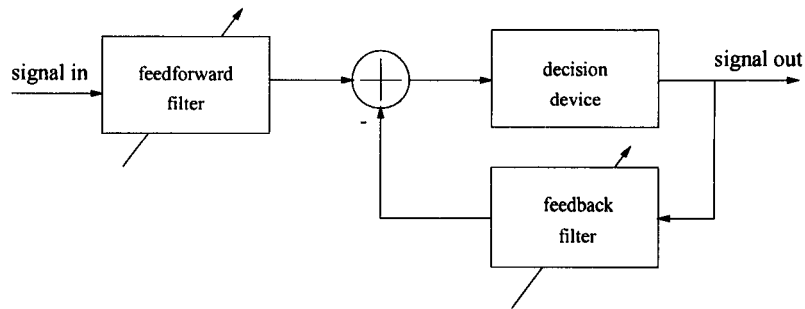 signal in
feedforward
filter
decision
device
signal out
-
feedback
filter